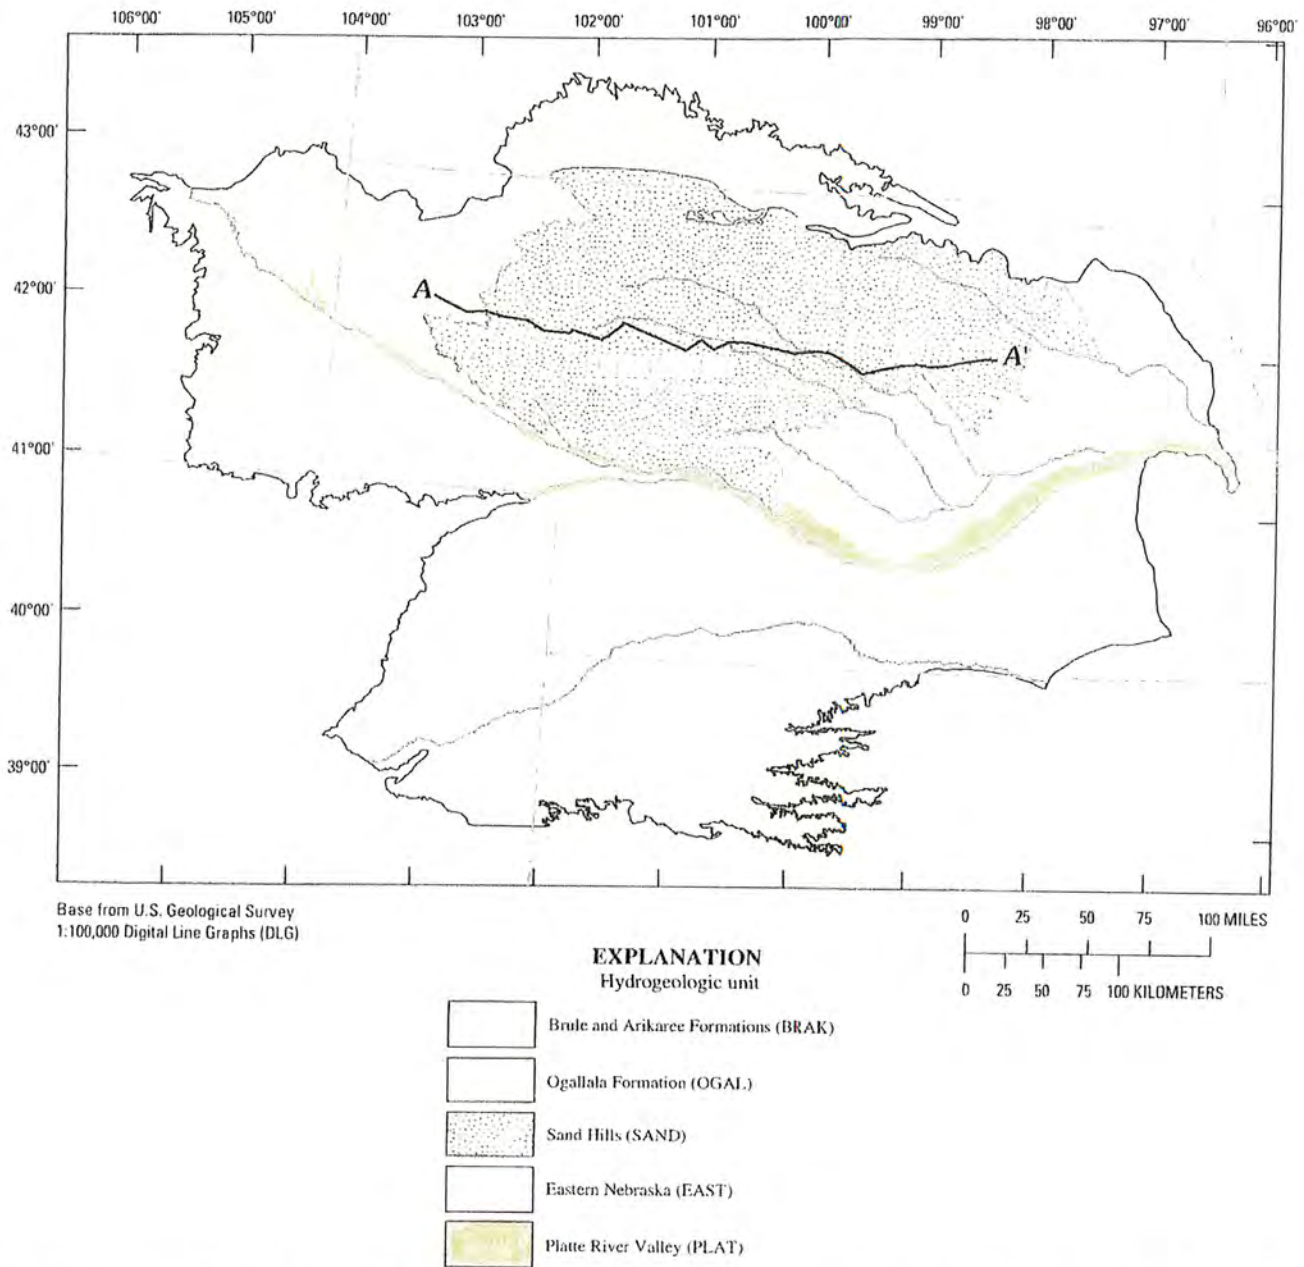 106°00' 105°00' 104°00' 103°00' 102°00' 101°00' 100°00' 99°00' 98°00' 97°00' 96°00'
43°00'
42°00'
A
A'
41°00'
40°00'
39°00'
Base from U.S. Geological Survey
1:100,000 Digital Line Graphs (DLG)
0 25 50 75 100 MILES
0 25 50 75 100 KILOMETERS
EXPLANATION
Hydrogeologic unit
Brule and Arikaree Formations (BRAK)
Ogallala Formation (OGAL)
Sand Hills (SAND)
Eastern Nebraska (EAST)
Platte River Valley (PLAT)